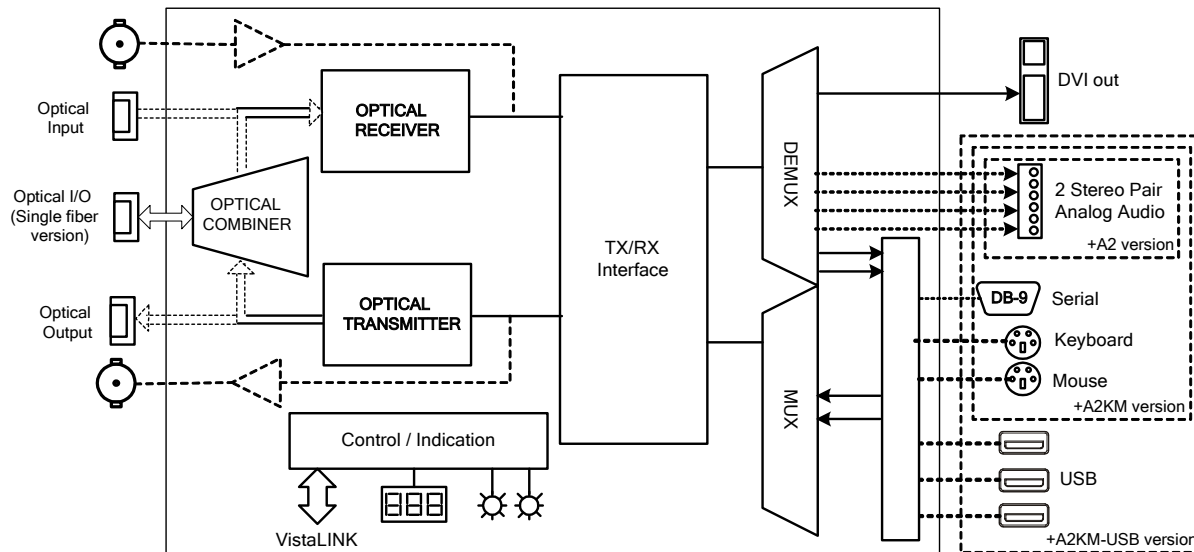 Optical
Input
Optical I/O
(Single fiber
version)
Optical
Output
OPTICAL
RECEIVER
OPTICAL
COMBINER
OPTICAL
TRANSMITTER
Control / Indication
VistaLINK
TX/RX
Interface
DEMUX
MUX
DVI out
2 Stereo Pair
Analog Audio
+A2 version
DB-9
Serial
Keyboard
Mouse
+A2KM version
USB
+A2KM-USB version